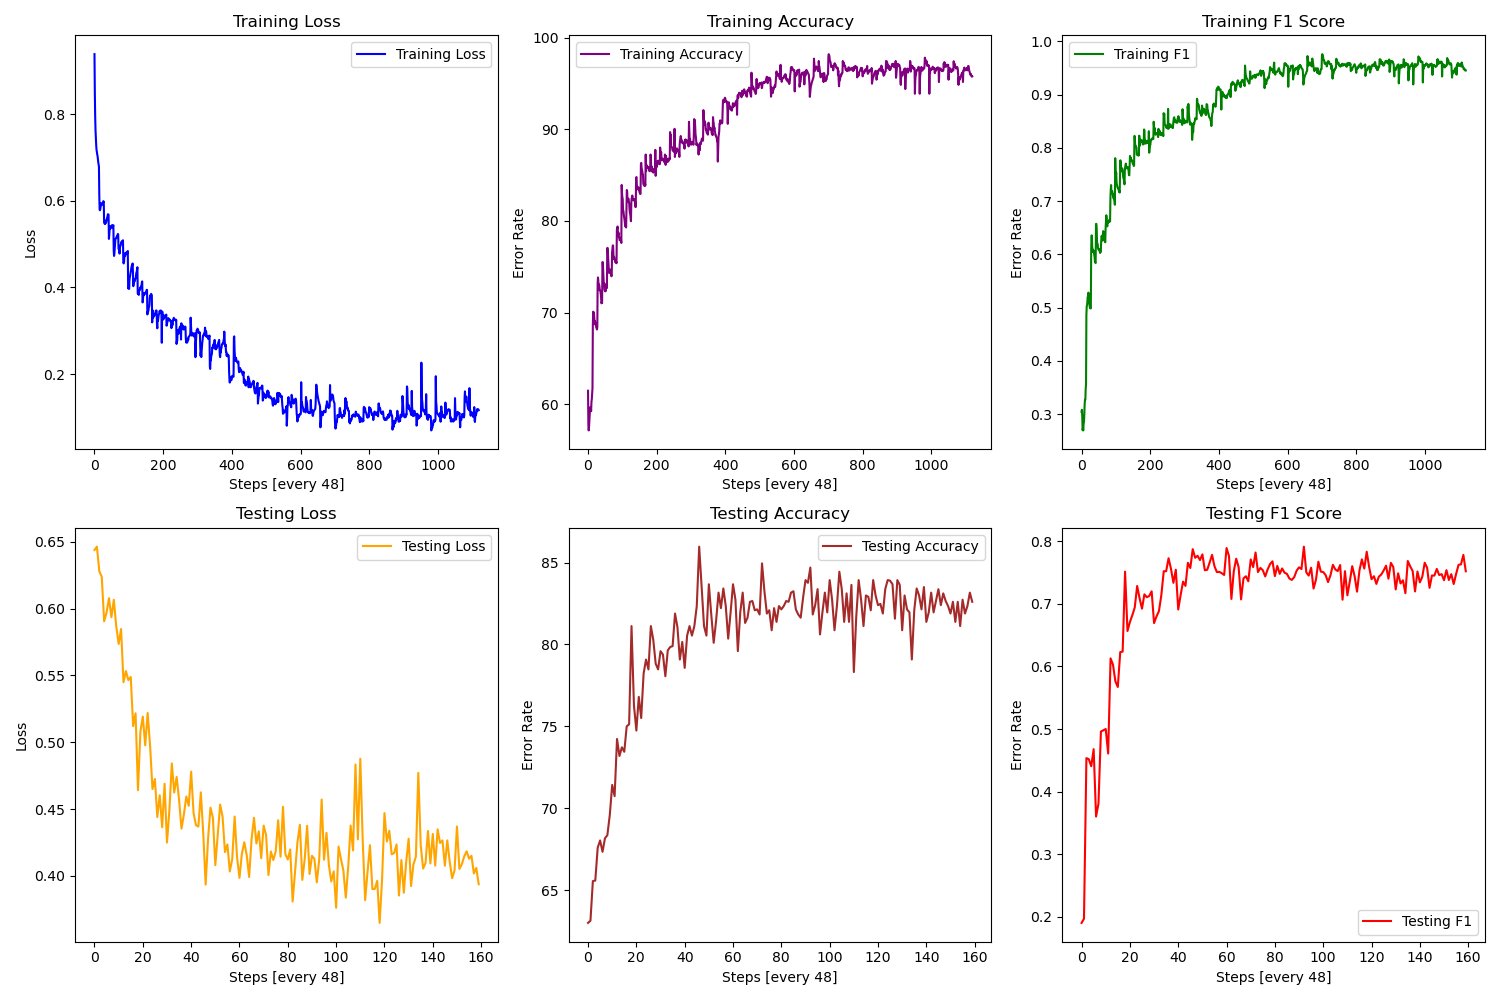 Training Loss
Training Loss
0.8
0.6
0.4
0.2
Loss
0 200 400 600 800 1000
Steps [every 48]
Training Accuracy
Training Accuracy
100
90
80
70
60
Error Rate
0 200 400 600 800 1000
Steps [every 48]
Training F1 Score
Training F1
1.0
0.9
0.8
0.7
0.6
0.5
0.4
0.3
Error Rate
0 200 400 600 800 1000
Steps [every 48]
Testing Loss
Testing Loss
0.65
0.60
0.55
0.50
0.45
0.40
Loss
0 20 40 60 80 100 120 140 160
Steps [every 48]
Testing Accuracy
Testing Accuracy
85
80
75
70
65
Error Rate
0 20 40 60 80 100 120 140 160
Steps [every 48]
Testing F1 Score
0.8
0.7
0.6
0.5
0.4
0.3
0.2
Error Rate
Testing F1
0 20 40 60 80 100 120 140 160
Steps [every 48]